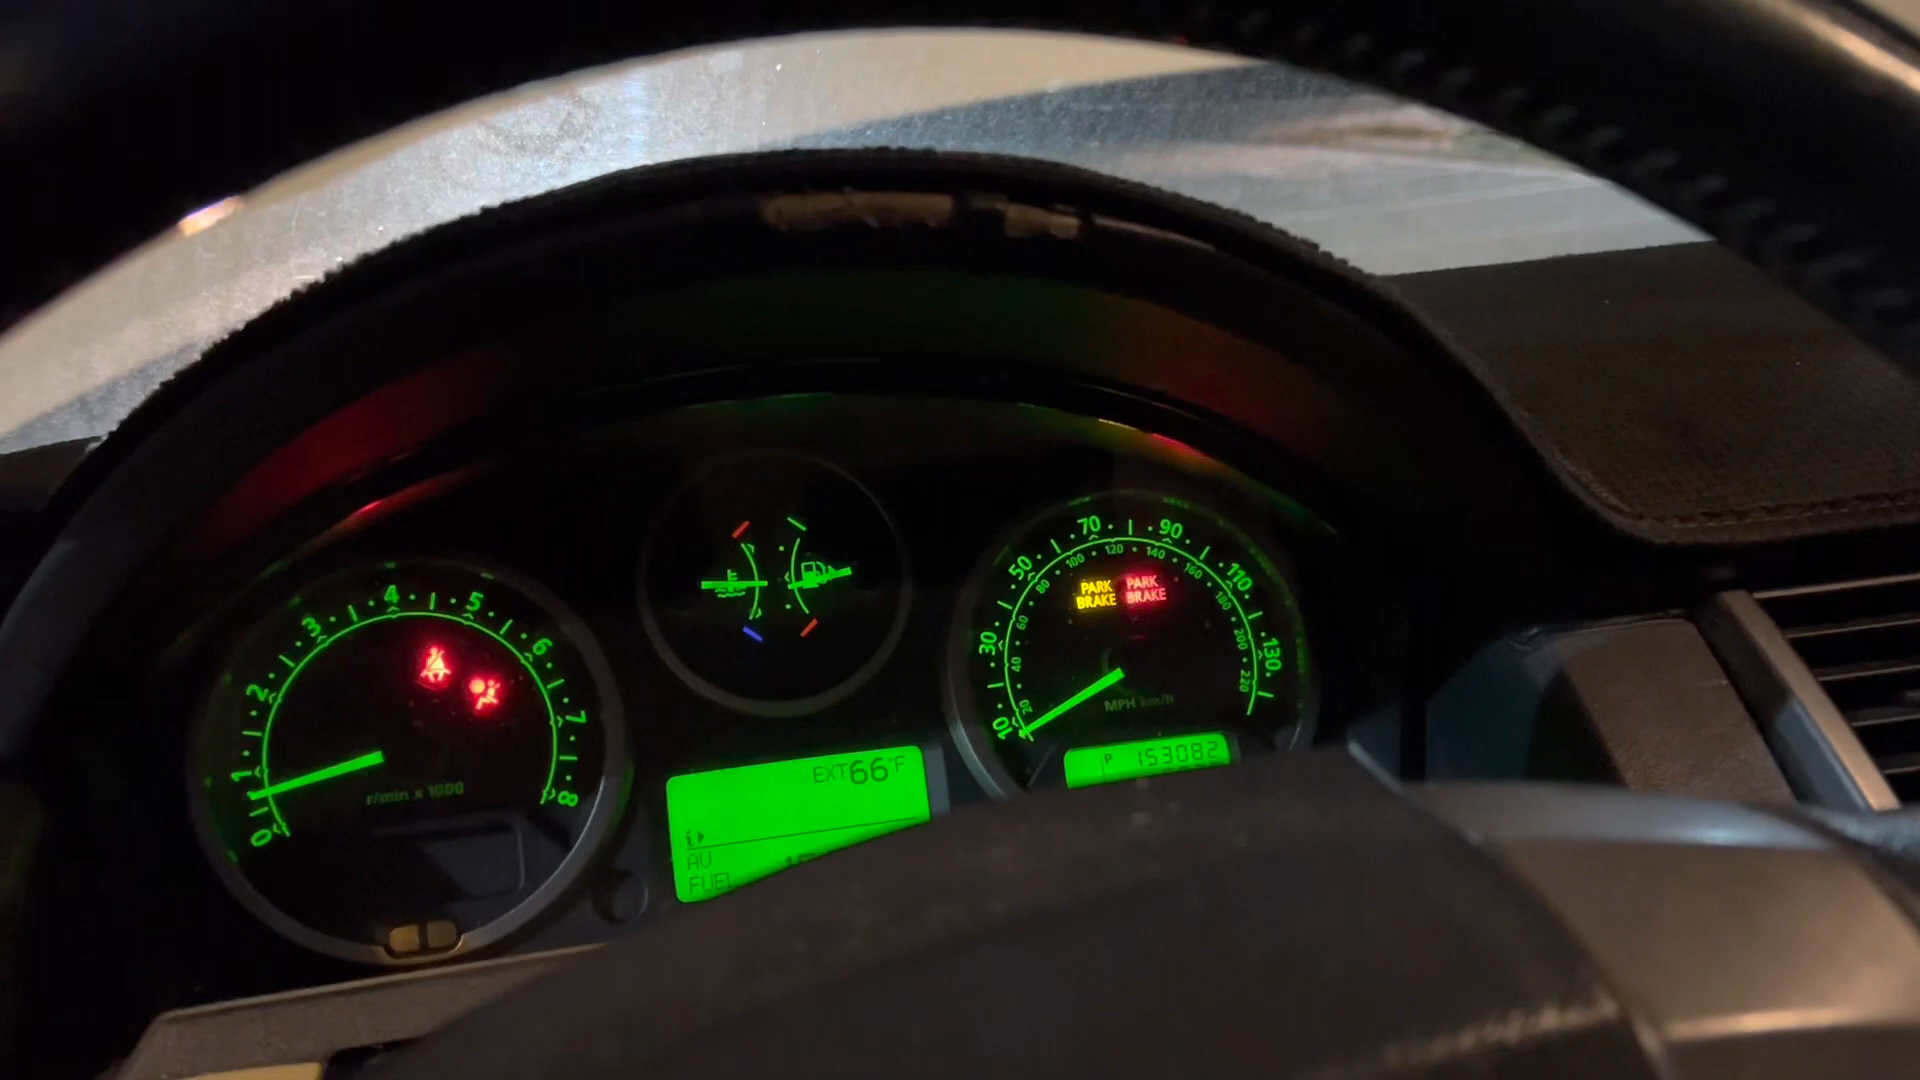 0 1 2 3 4 5 6 7 8
r/min x 1000
EXT 66°F
AV
FUEL
10 30 50 70 90 110 130
20 40 60 80 100 120 140 160 180 200 220
PARK BRAKE
PARK BRAKE
MPH km/h
P 153082